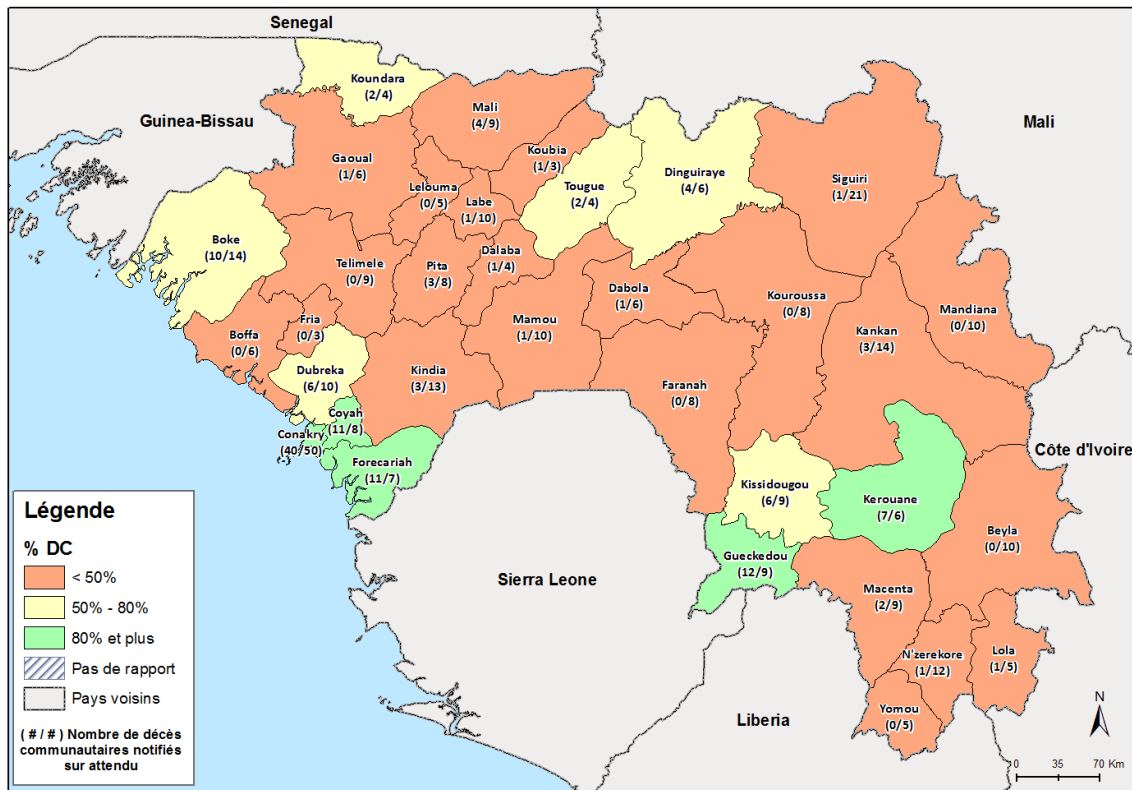 Senegal
Koundara
(2/4)
Mali
(4/9)
Guinea-Bissau
Mali
Koubia
(1/3)
Gaoual
(1/6)
Tougue
(2/4)
Dinguiraye
(4/6)
Siguiri
(1/21)
Lelouma
(0/5)
Labe
(1/10)
Boke
(10/14)
Telimele
(0/9)
Pita
(3/8)
Dalaba
(1/4)
Dabola
(1/6)
Kouroussa
(0/8)
Mandiana
(0/10)
Fria
(0/3)
Boffa
(0/6)
Mamou
(1/10)
Kankan
(3/14)
Dubreka
(6/10)
Kindia
(3/13)
Faranah
(0/8)
Coyah
(11/8)
Conakry
(40/50)
Forecariah
(11/7)
Côte d'Ivoire
Kissidougou
(6/9)
Kerouane
(7/6)
Beyla
(0/10)
Gueckedou
(12/9)
Sierra Leone
Macenta
(2/9)
N'zerekore
(1/12)
Lola
(1/5)
Yomou
(0/5)
Liberia
Légende
% DC
< 50%
50% - 80%
80% et plus
Pas de rapport
Pays voisins
( # / # ) Nombre de décès
communautaires notifiés
sur attendu
N
0 35 70 Km